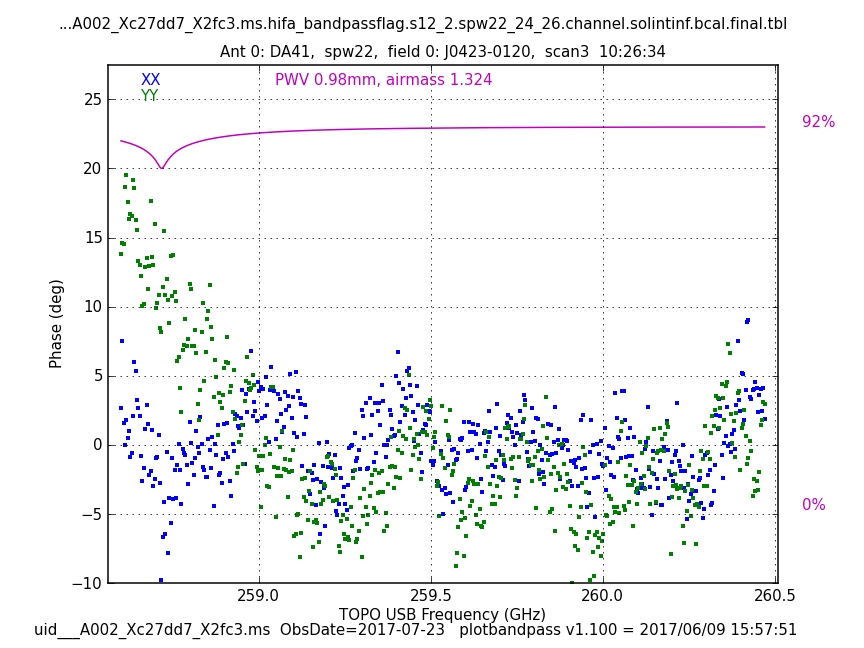 ...A002_Xc27dd7_X2fc3.ms.hifa_bandpassflag.s12_2.spw22_24_26.channel.solintinf.bcal.final.tbl
Ant 0: DA41,  spw22,  field 0: J0423-0120,  scan3  10:26:34
XX
PWV 0.98mm, airmass 1.324
YY
25
92%
20
15
10
Phase (deg)
5
0
0%
−5
−10
259.0 259.5 260.0 260.5
TOPO USB Frequency (GHz)
uid___A002_Xc27dd7_X2fc3.ms  ObsDate=2017-07-23   plotbandpass v1.100 = 2017/06/09 15:57:51